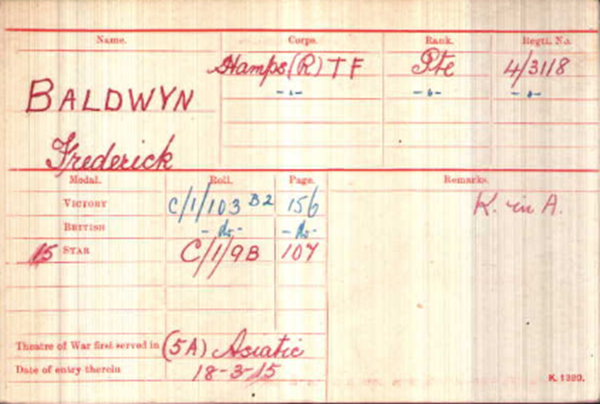 Name. Corps. Rank. Regtl. No.
Hamps(R)TF Pte 4/3118
BALDWYN -"- -"- -"-
Frederick
Medal. Roll. Page. Remarks.
VICTORY C/1/103 B2 156 K. in A.
BRITISH -do- -do-
15 STAR C/1/9B 107
Theatre of War first served in (5A) Asiatic
Date of entry therein 18-3-15
K. 1380.